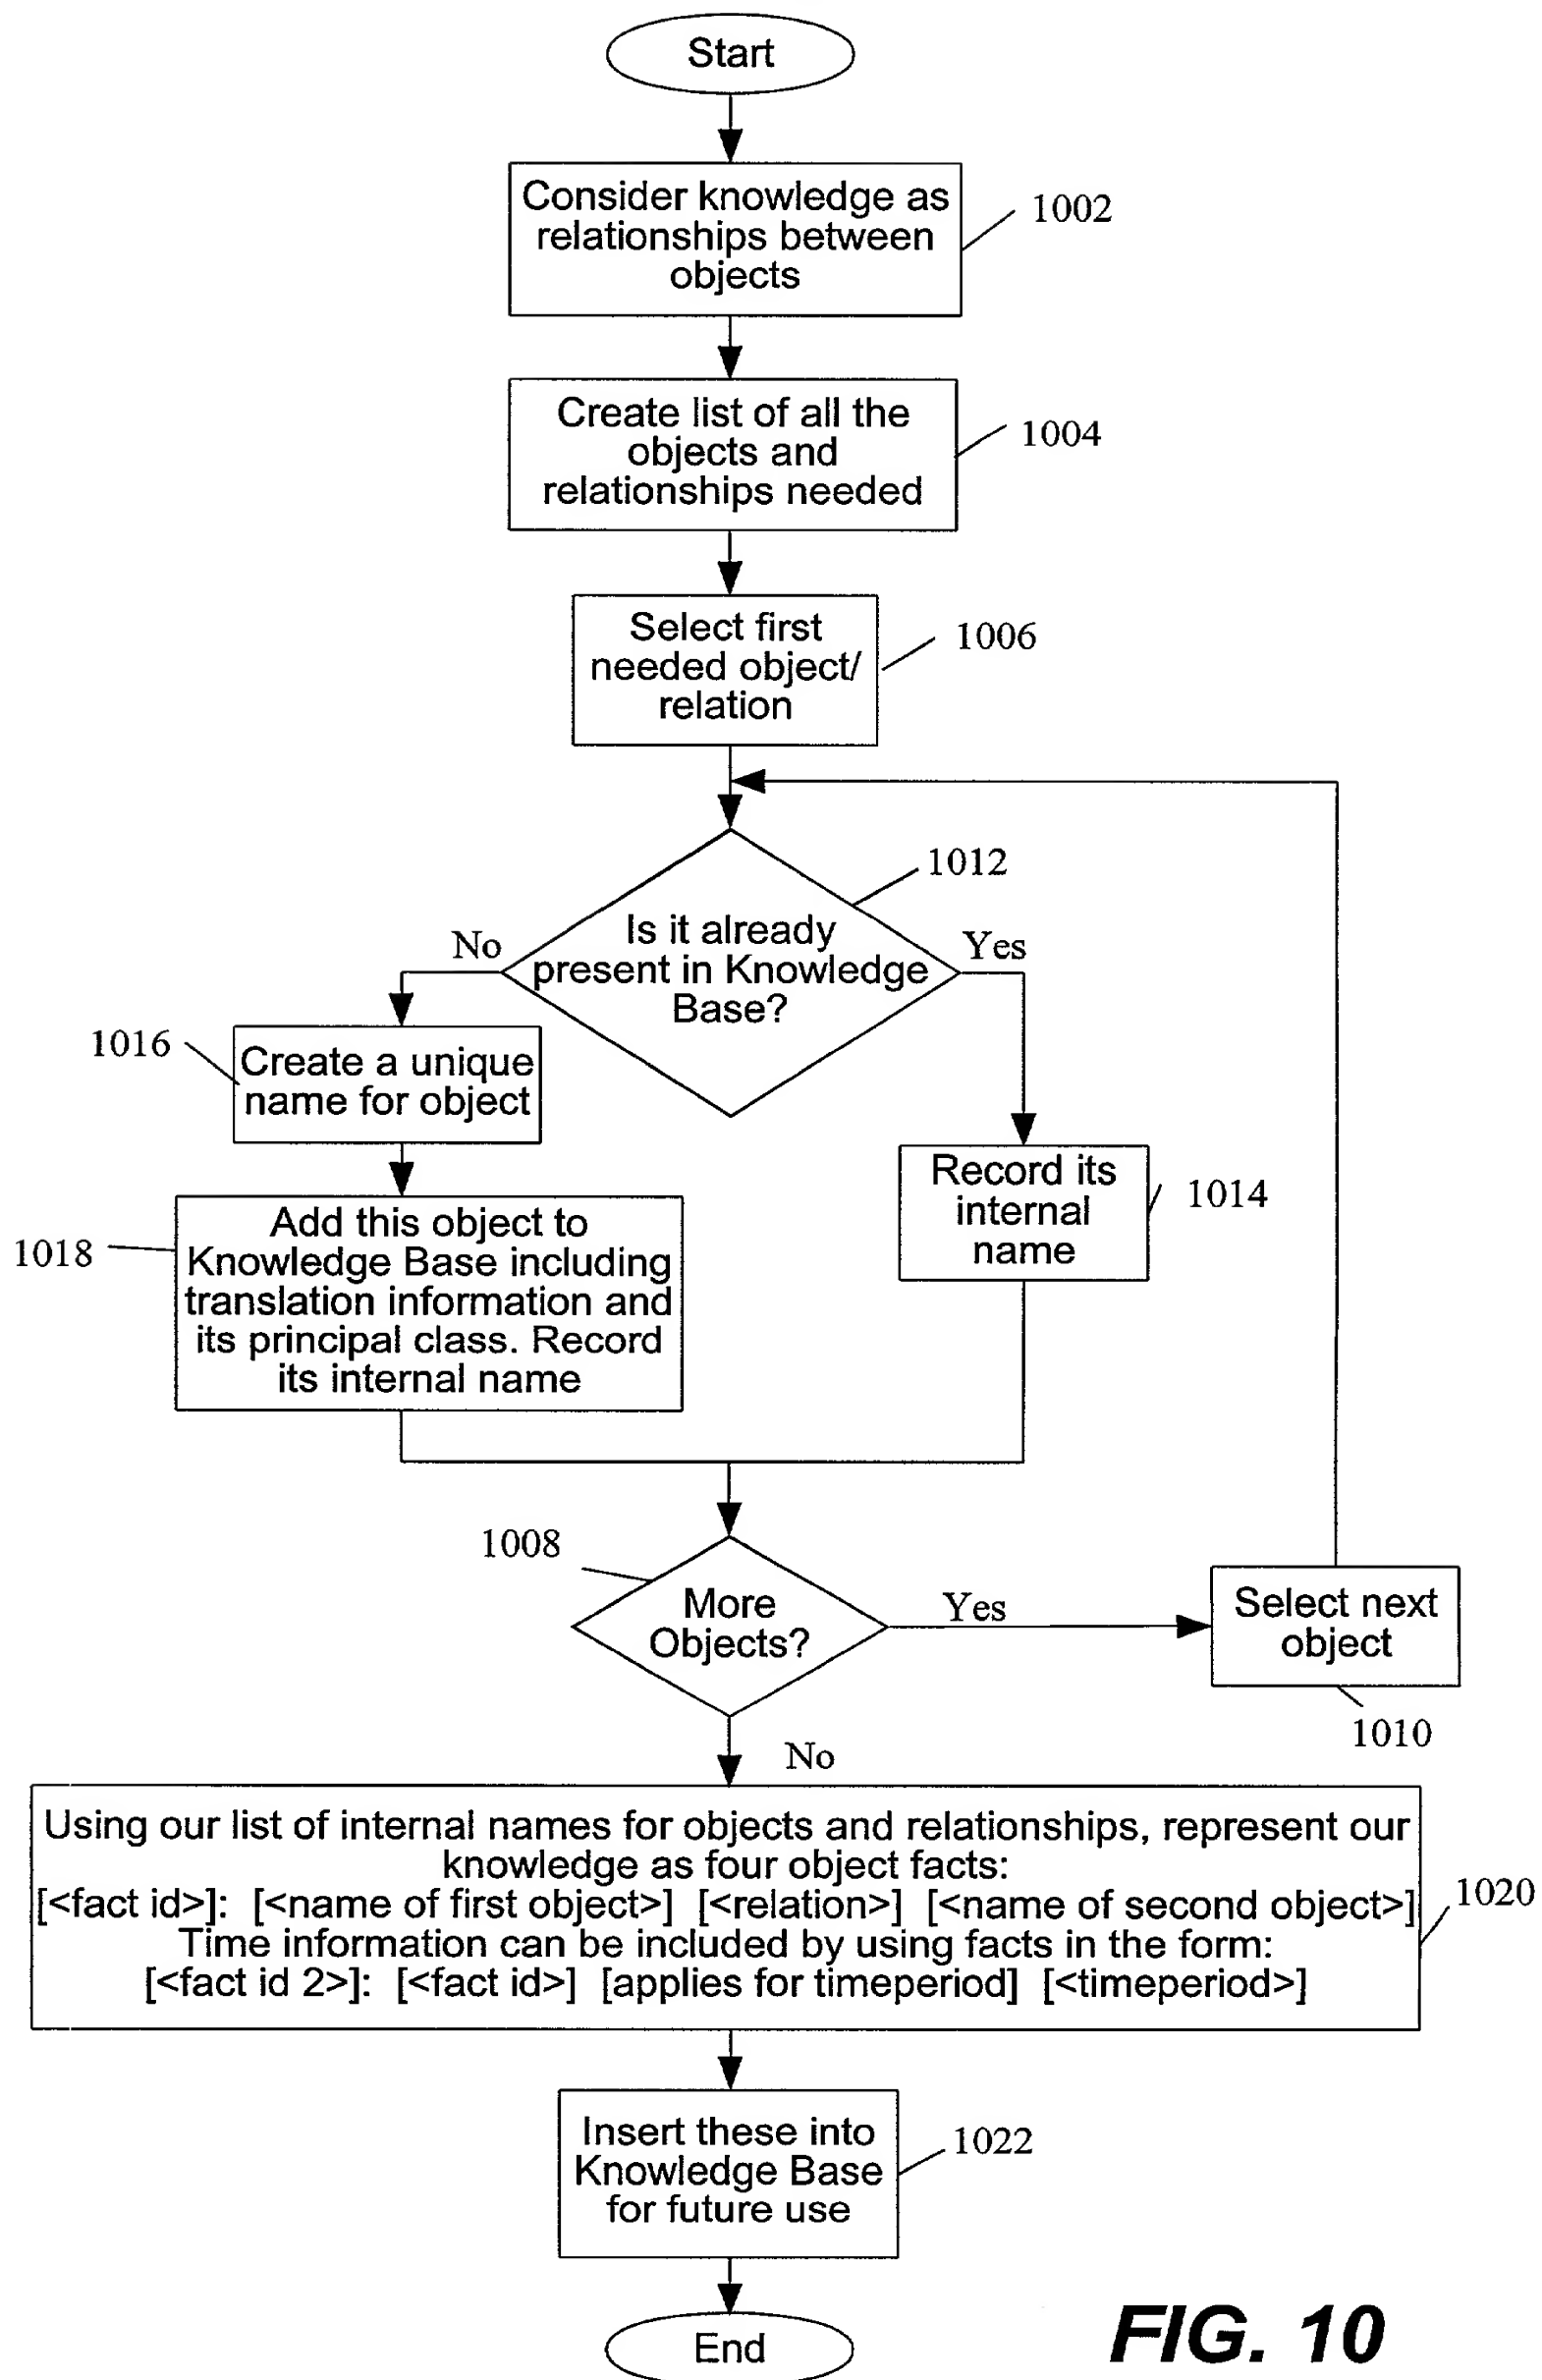 Start
Consider knowledge as
relationships between
objects
1002
Create list of all the
objects and
relationships needed
1004
Select first
needed object/
relation
1006
1012
Is it already
present in Knowledge
Base?
No
Yes
1016
Create a unique
name for object
Record its
internal
name
1014
1018
Add this object to
Knowledge Base including
translation information and
its principal class. Record
its internal name
1008
More
Objects?
Yes
Select next
object
1010
No
Using our list of internal names for objects and relationships, represent our
knowledge as four object facts:
[<fact id>]: [<name of first object>] [<relation>] [<name of second object>]
Time information can be included by using facts in the form:
[<fact id 2>]: [<fact id>] [applies for timeperiod] [<timeperiod>]
1020
Insert these into
Knowledge Base
for future use
1022
End
FIG. 10